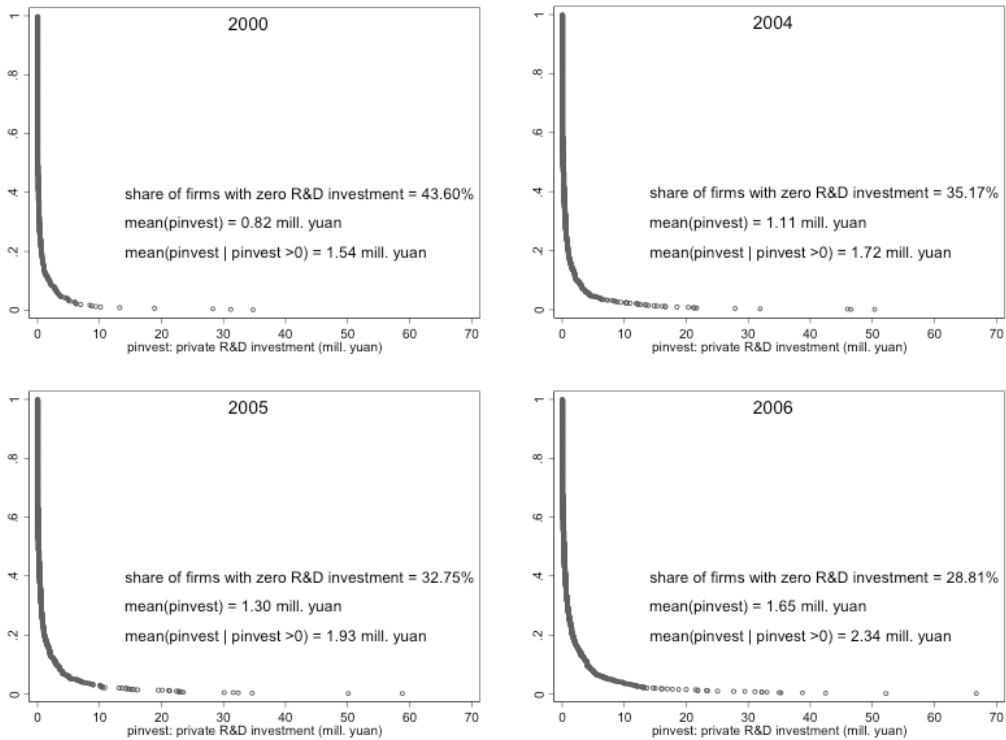 2000
1
.8
.6
.4
.2
0
share of firms with zero R&D investment = 43.60%
mean(pinvest) = 0.82 mill. yuan
mean(pinvest | pinvest >0) = 1.54 mill. yuan
0 10 20 30 40 50 60 70
pinvest: private R&D investment (mill. yuan)
2004
1
.8
.6
.4
.2
0
share of firms with zero R&D investment = 35.17%
mean(pinvest) = 1.11 mill. yuan
mean(pinvest | pinvest >0) = 1.72 mill. yuan
0 10 20 30 40 50 60 70
pinvest: private R&D investment (mill. yuan)
2005
1
.8
.6
.4
.2
0
share of firms with zero R&D investment = 32.75%
mean(pinvest) = 1.30 mill. yuan
mean(pinvest | pinvest >0) = 1.93 mill. yuan
0 10 20 30 40 50 60 70
pinvest: private R&D investment (mill. yuan)
2006
1
.8
.6
.4
.2
0
share of firms with zero R&D investment = 28.81%
mean(pinvest) = 1.65 mill. yuan
mean(pinvest | pinvest >0) = 2.34 mill. yuan
0 10 20 30 40 50 60 70
pinvest: private R&D investment (mill. yuan)